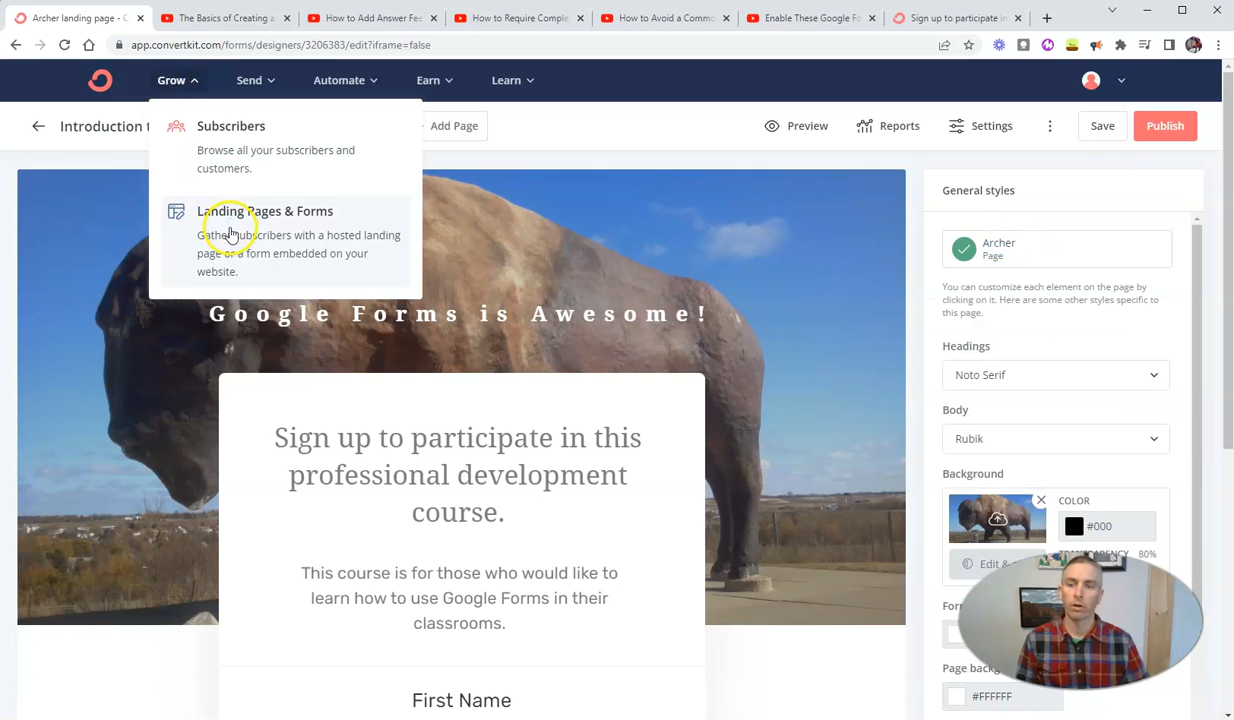 Archer landing page - C
The Basics of Creating a
How to Add Answer Fee
How to Require Comple
How to Avoid a Commo
Enable These Google Fo
Sign up to participate in
app.convertkit.com/forms/designers/3206383/edit?iframe=false
Grow
Send
Automate
Earn
Learn
Introduction t
Add Page
Preview
Reports
Settings
Save
Publish
Subscribers
Browse all your subscribers and
customers.
Landing Pages & Forms
Gather subscribers with a hosted landing
page or a form embedded on your
website.
Google Forms is Awesome!
Sign up to participate in this
professional development
course.
This course is for those who would like to
learn how to use Google Forms in their
classrooms.
First Name
General styles
Archer
Page
You can customize each element on the page by
clicking on it. Here are some other styles specific to
this page.
Headings
Noto Serif
Body
Rubik
Background
COLOR
#000
TRANSPARENCY 80%
Edit &
Form
Page back
#FFFFFF